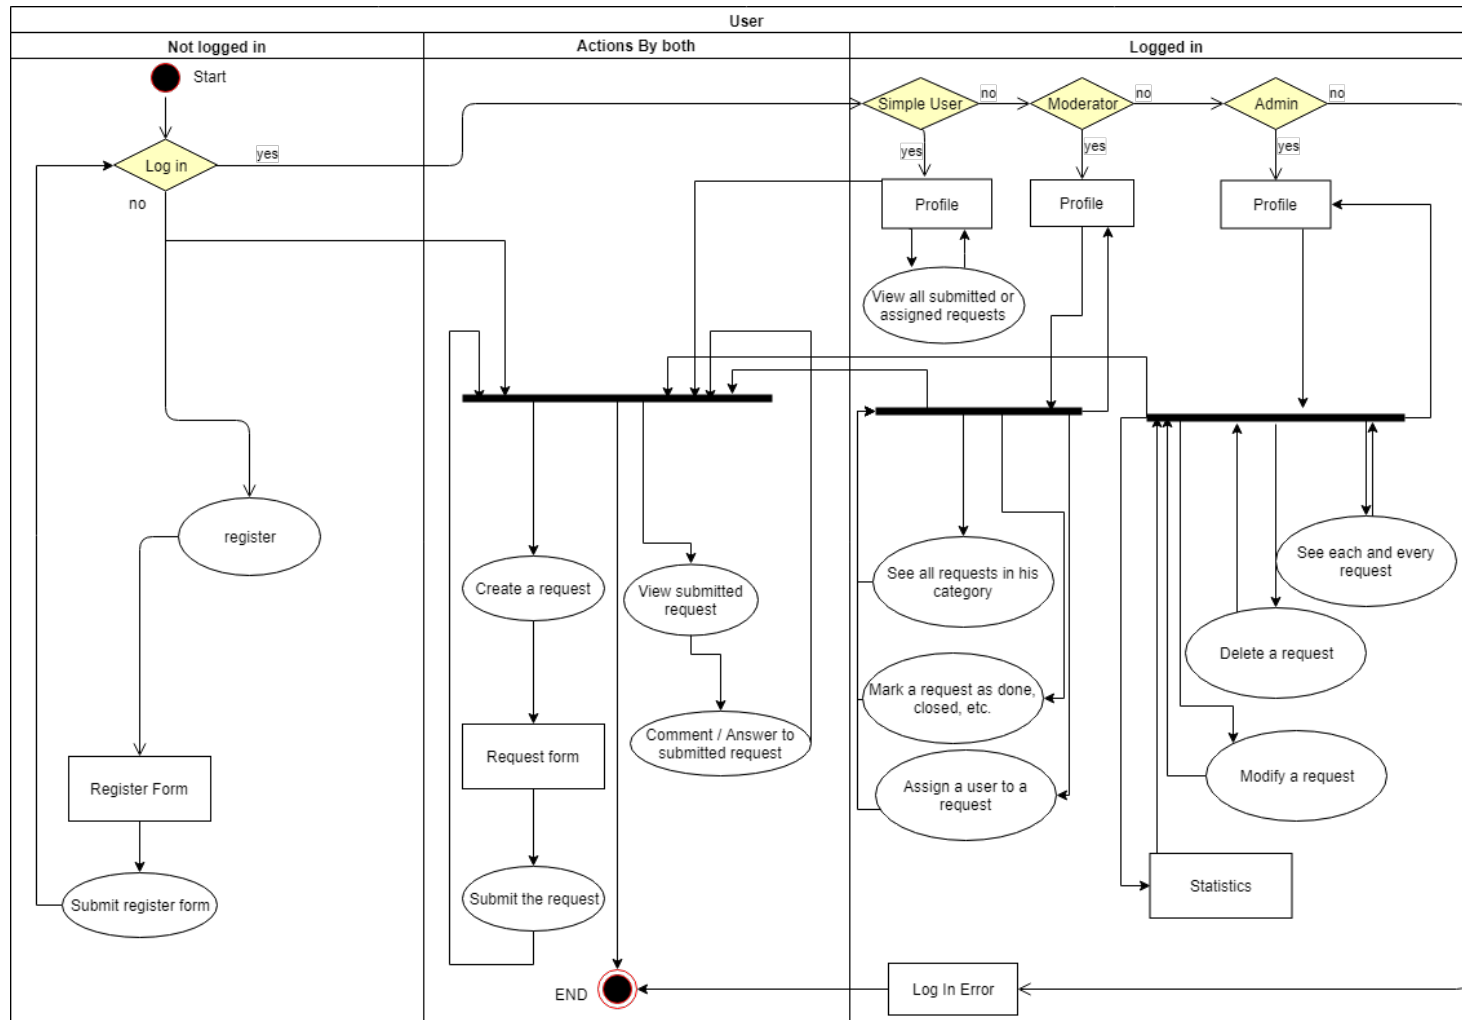 User
Not logged in
Actions By both
Logged in
Start
Simple User
no
Moderator
no
Admin
no
Log in
yes
yes
yes
yes
no
Profile
Profile
Profile
View all submitted or
assigned requests
register
See each and every
request
Create a request
View submitted
request
See all requests in his
category
Delete a request
Mark a request as done,
closed, etc.
Comment / Answer to
submitted request
Request form
Modify a request
Register Form
Assign a user to a
request
Statistics
Submit the request
Submit register form
Log In Error
END